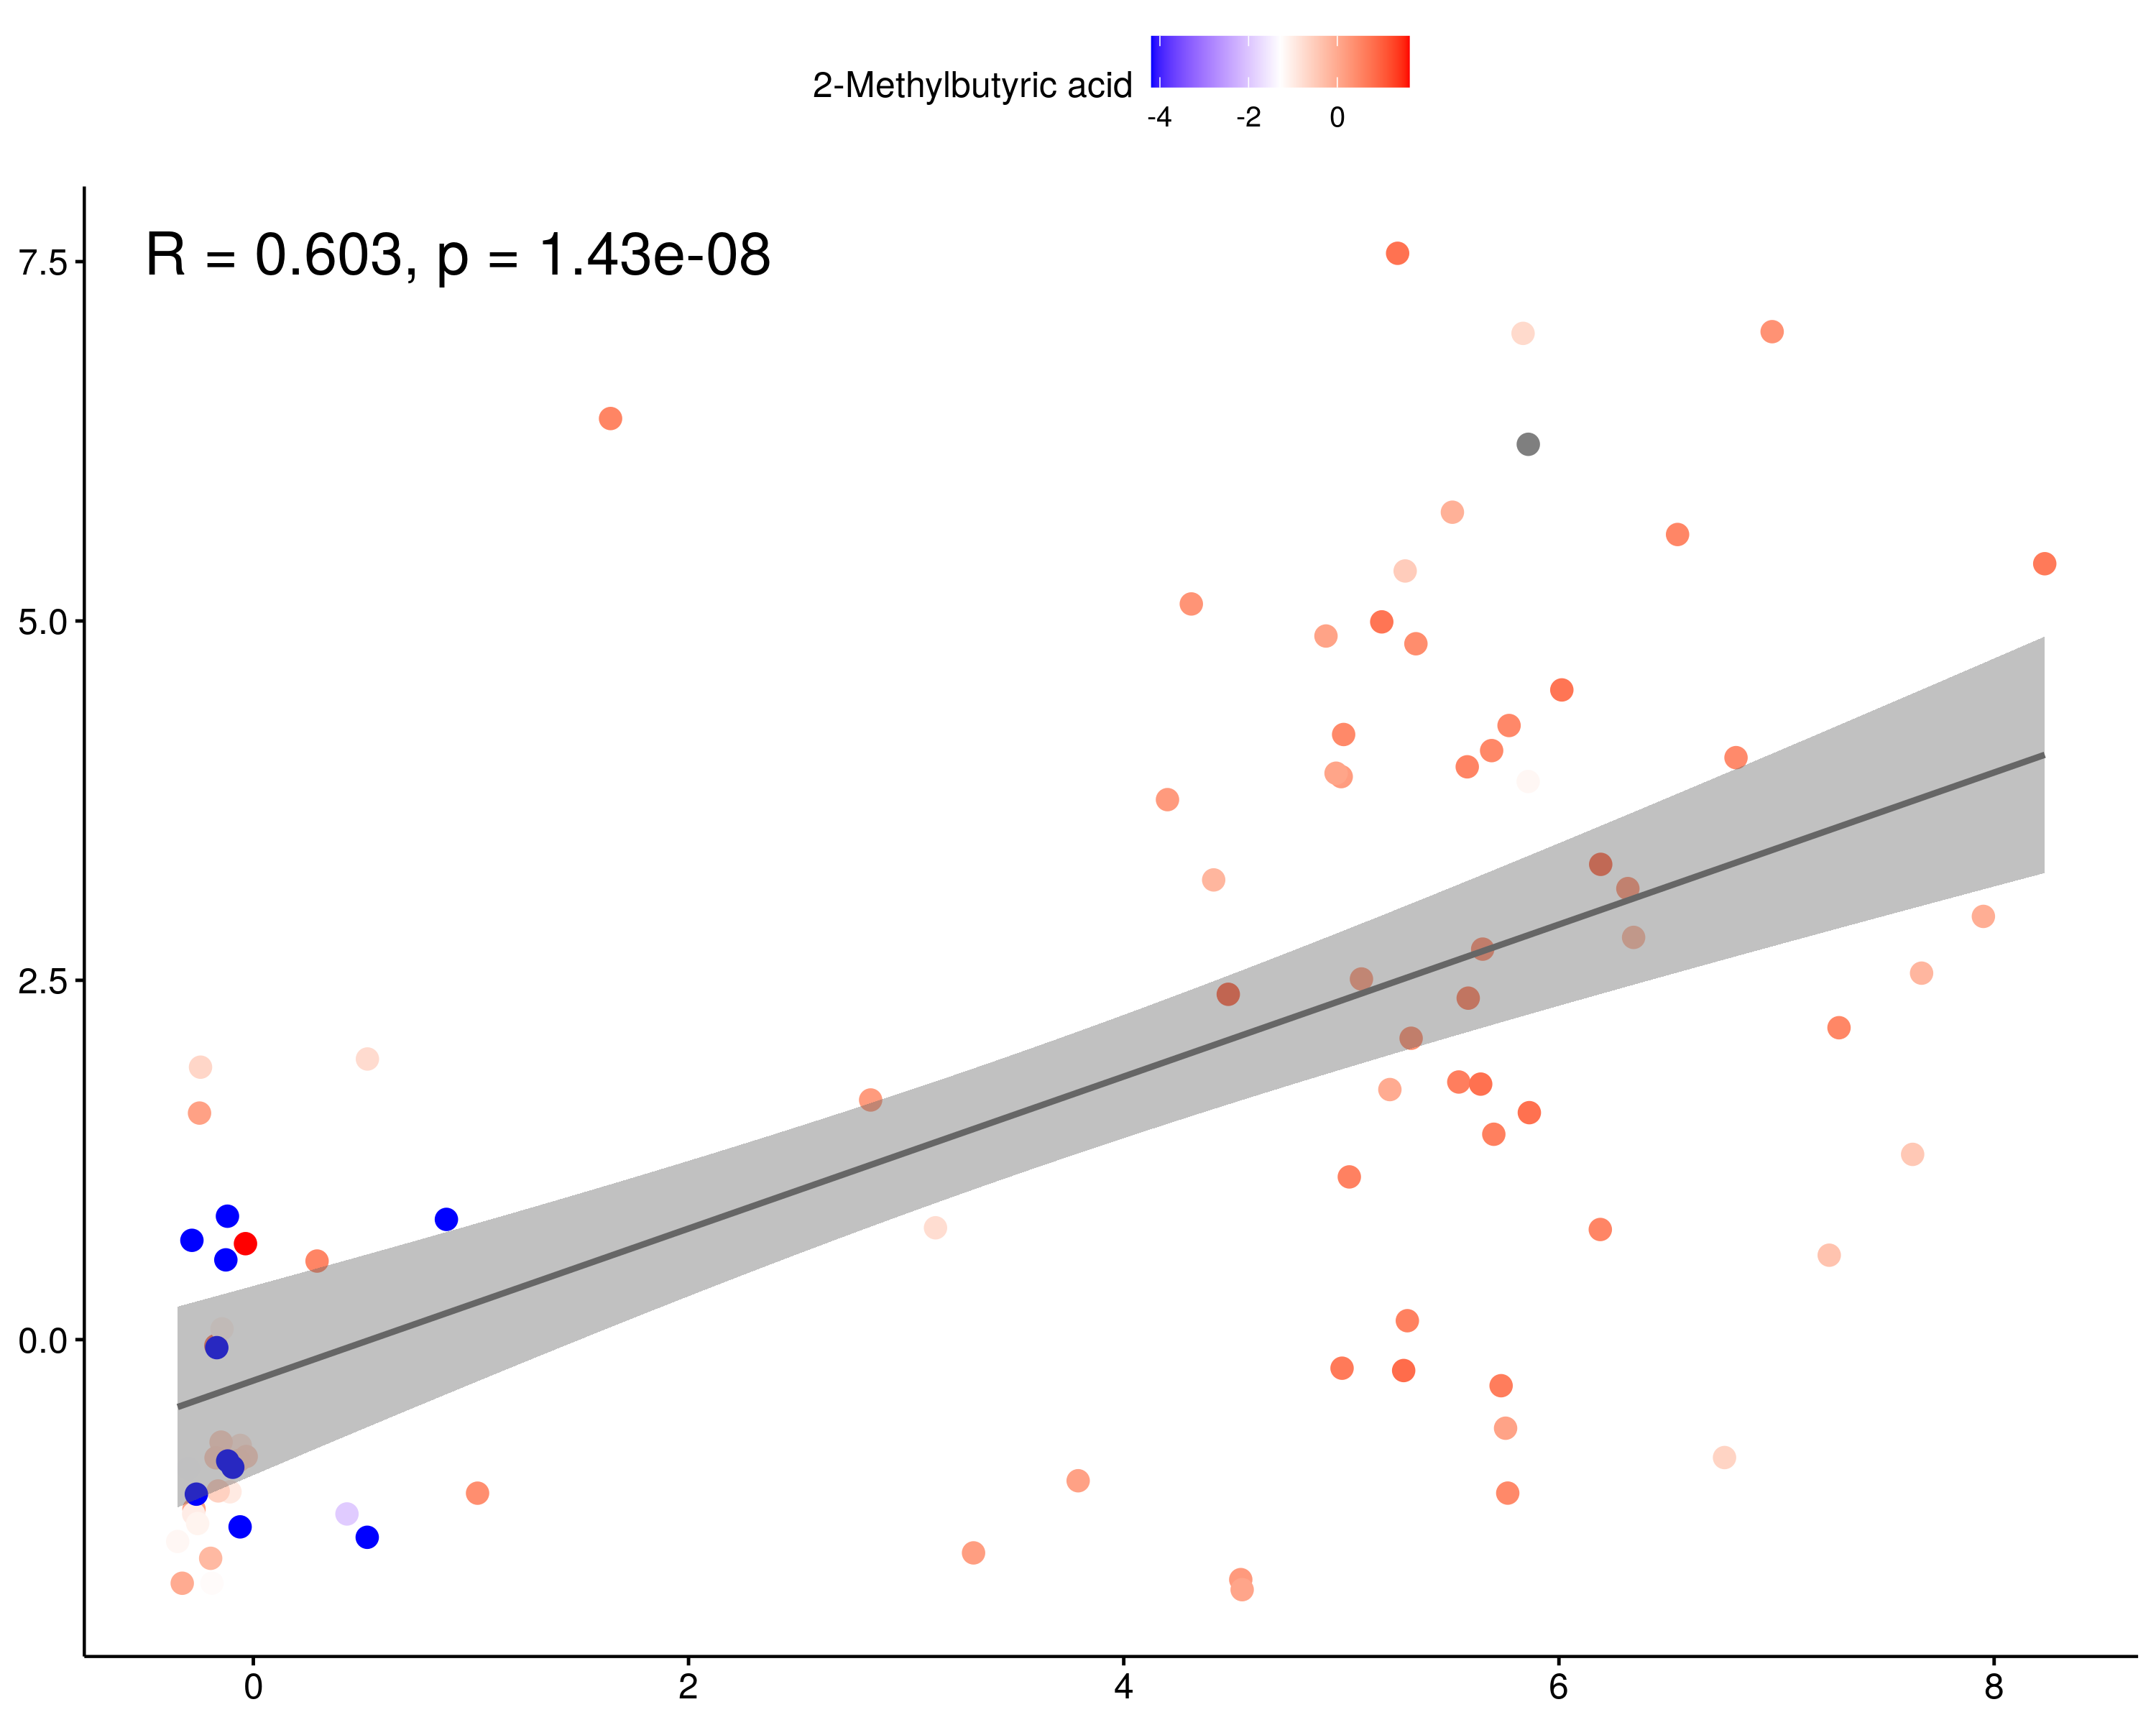 2-Methylbutyric acid
-4 -2 0
R = 0.603, p = 1.43e-08
7.5
5.0
2.5
0.0
0 2 4 6 8